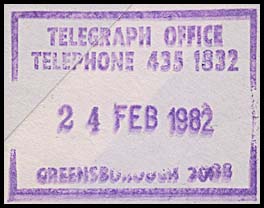 TELEGRAPH OFFICE
TELEPHONE 435 1832
24 FEB 1982
GREENSBOROUGH 3088